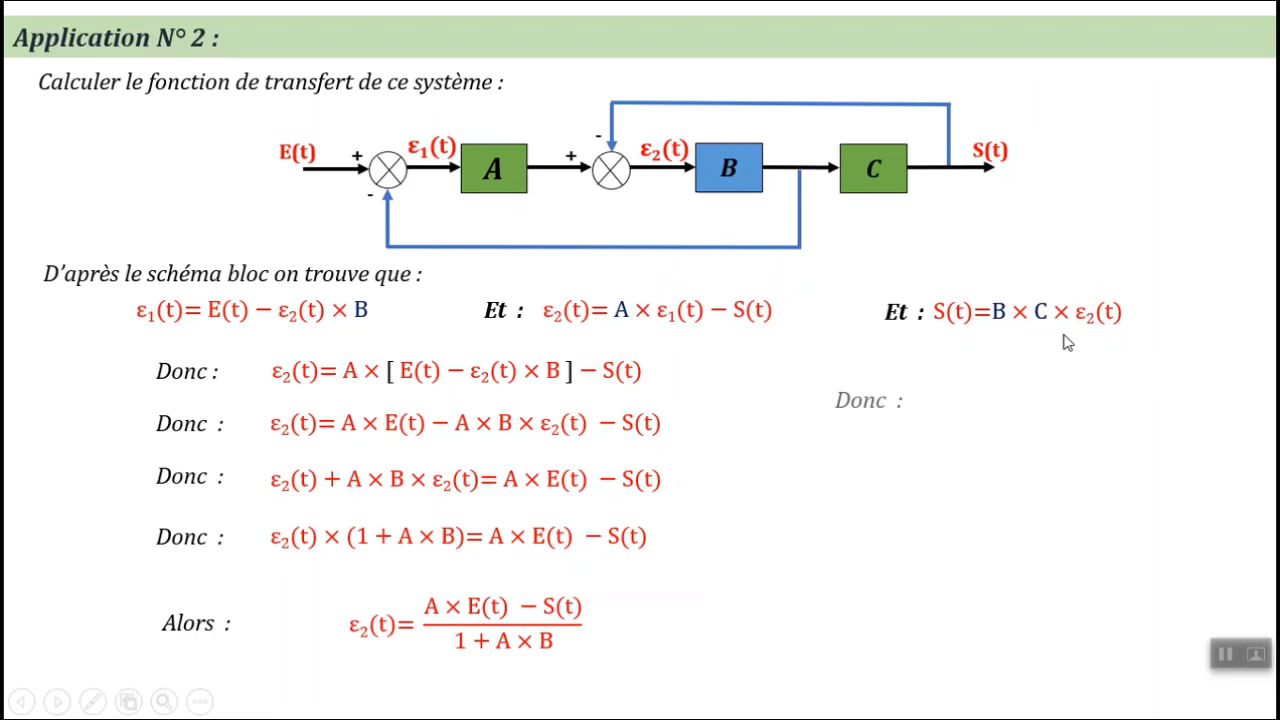 Application N° 2 :
Calculer le fonction de transfert de ce système :
E(t) + - ε₁(t) A + - ε₂(t) B C S(t)
D'après le schéma bloc on trouve que :
ε₁(t)= E(t) − ε₂(t) × B Et : ε₂(t)= A × ε₁(t) − S(t) Et : S(t)=B × C × ε₂(t)
Donc : ε₂(t)= A × [ E(t) − ε₂(t) × B ] − S(t)
Donc :
Donc : ε₂(t)= A × E(t) − A × B × ε₂(t) − S(t)
Donc : ε₂(t) + A × B × ε₂(t)= A × E(t) − S(t)
Donc : ε₂(t) × (1 + A × B)= A × E(t) − S(t)
A × E(t) − S(t)
Alors : ε₂(t)=
1 + A × B